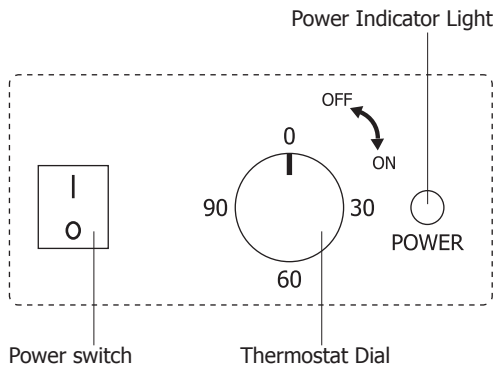 Power Indicator Light
OFF
0
ON
I
O
90
30
60
POWER
Power switch
Thermostat Dial